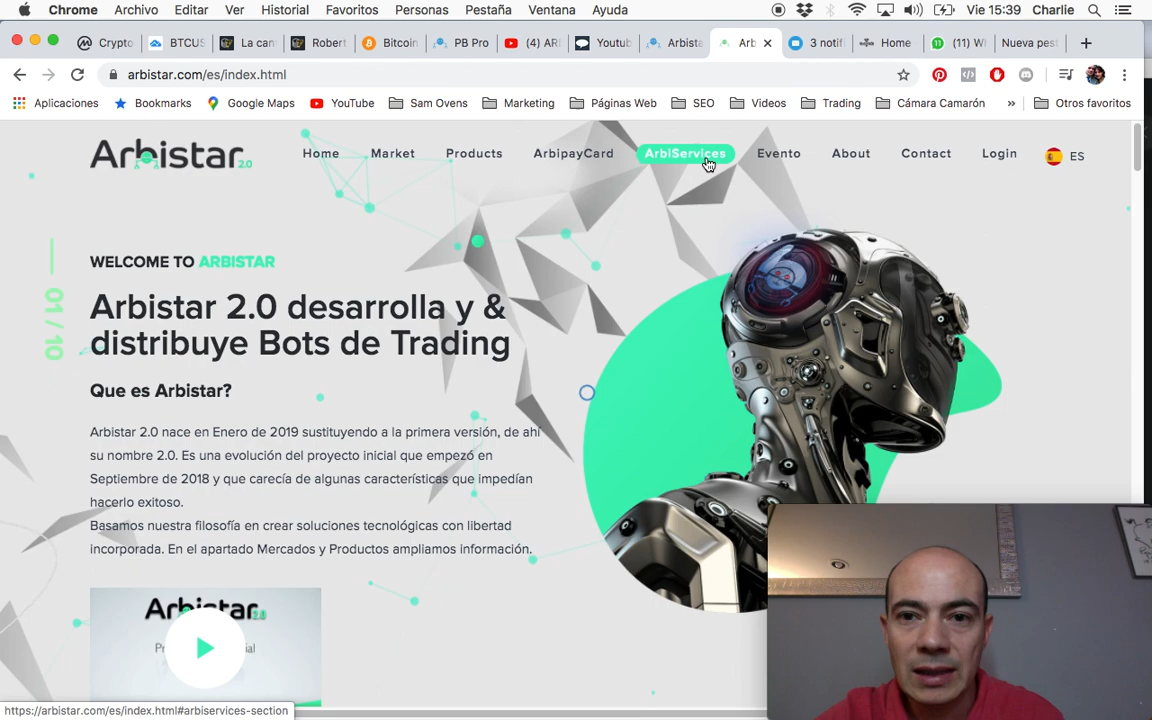 Chrome Archivo Editar Ver Historial Favoritos Personas Pestaña Ventana Ayuda Vie 15:39 Charlie
Crypto BTCUS La can Robert Bitcoin PB Pro (4) AR Youtub Arbista Arb 3 notif Home (11) W Nueva pest
arbistar.com/es/index.html
Aplicaciones Bookmarks Google Maps YouTube Sam Ovens Marketing Páginas Web SEO Videos Trading Cámara Camarón » Otros favoritos
Arbistar 2.0 Home Market Products ArbipayCard ArbiServices Evento About Contact Login ES
01 / 10
WELCOME TO ARBISTAR
Arbistar 2.0 desarrolla y &
distribuye Bots de Trading
Que es Arbistar?
Arbistar 2.0 nace en Enero de 2019 sustituyendo a la primera versión, de ahí
su nombre 2.0. Es una evolución del proyecto inicial que empezó en
Septiembre de 2018 y que carecía de algunas características que impedían
hacerlo exitoso.
Basamos nuestra filosofía en crear soluciones tecnológicas con libertad
incorporada. En el apartado Mercados y Productos ampliamos información.
Arbistar 2.0
https://arbistar.com/es/index.html#arbiservices-section